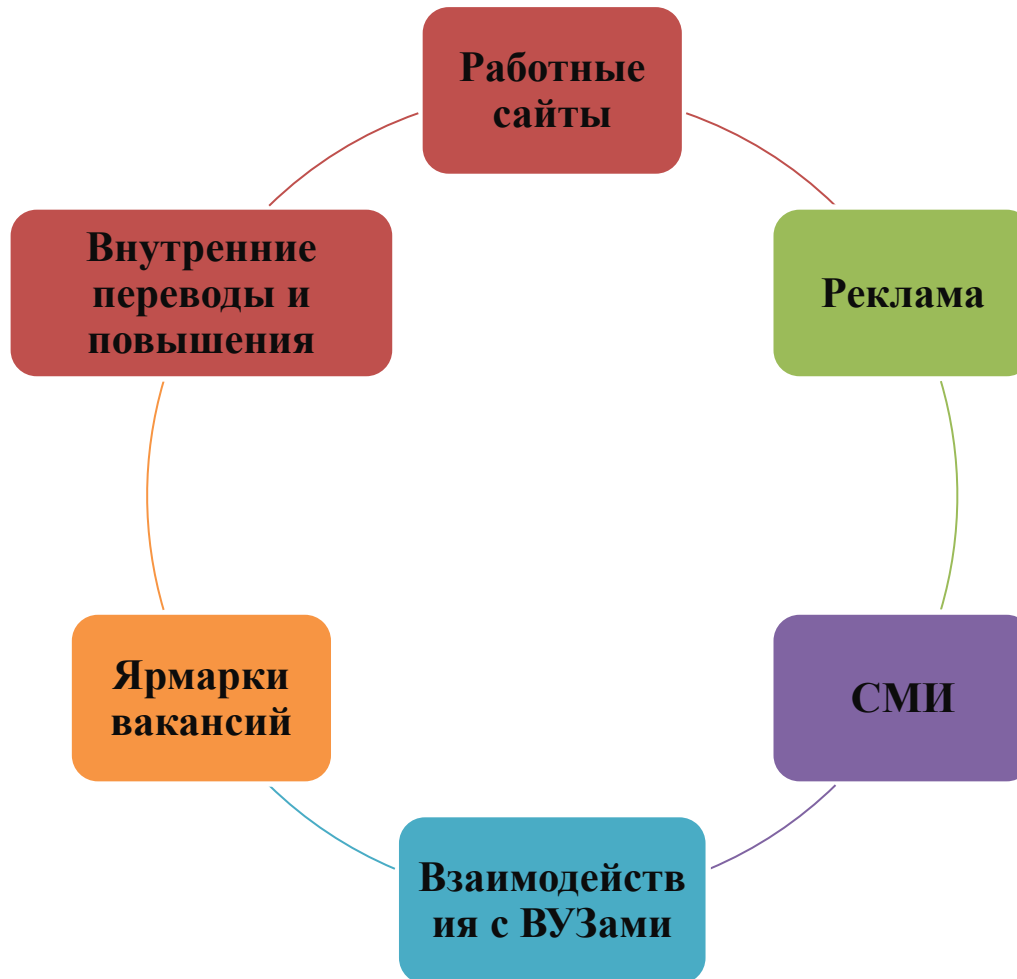 Работные
сайты
Реклама
СМИ
Взаимодейств
ия с ВУЗами
Ярмарки
вакансий
Внутренние
переводы и
повышения